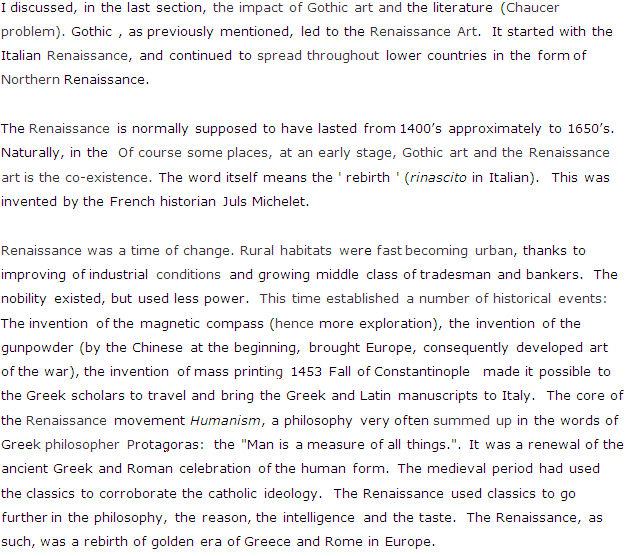 I discussed, in the last section, the impact of Gothic art and the literature (Chaucer
problem). Gothic , as previously mentioned, led to the Renaissance Art. It started with the
Italian Renaissance, and continued to spread throughout lower countries in the form of
Northern Renaissance.
The Renaissance is normally supposed to have lasted from 1400's approximately to 1650's.
Naturally, in the Of course some places, at an early stage, Gothic art and the Renaissance
art is the co-existence. The word itself means the ' rebirth ' (rinascito in Italian). This was
invented by the French historian Juls Michelet.
Renaissance was a time of change. Rural habitats were fast becoming urban, thanks to
improving of industrial conditions and growing middle class of tradesman and bankers. The
nobility existed, but used less power. This time established a number of historical events:
The invention of the magnetic compass (hence more exploration), the invention of the
gunpowder (by the Chinese at the beginning, brought Europe, consequently developed art
of the war), the invention of mass printing 1453 Fall of Constantinople made it possible to
the Greek scholars to travel and bring the Greek and Latin manuscripts to Italy. The core of
the Renaissance movement Humanism, a philosophy very often summed up in the words of
Greek philosopher Protagoras: the "Man is a measure of all things.". It was a renewal of the
ancient Greek and Roman celebration of the human form. The medieval period had used
the classics to corroborate the catholic ideology. The Renaissance used classics to go
further in the philosophy, the reason, the intelligence and the taste. The Renaissance, as
such, was a rebirth of golden era of Greece and Rome in Europe.